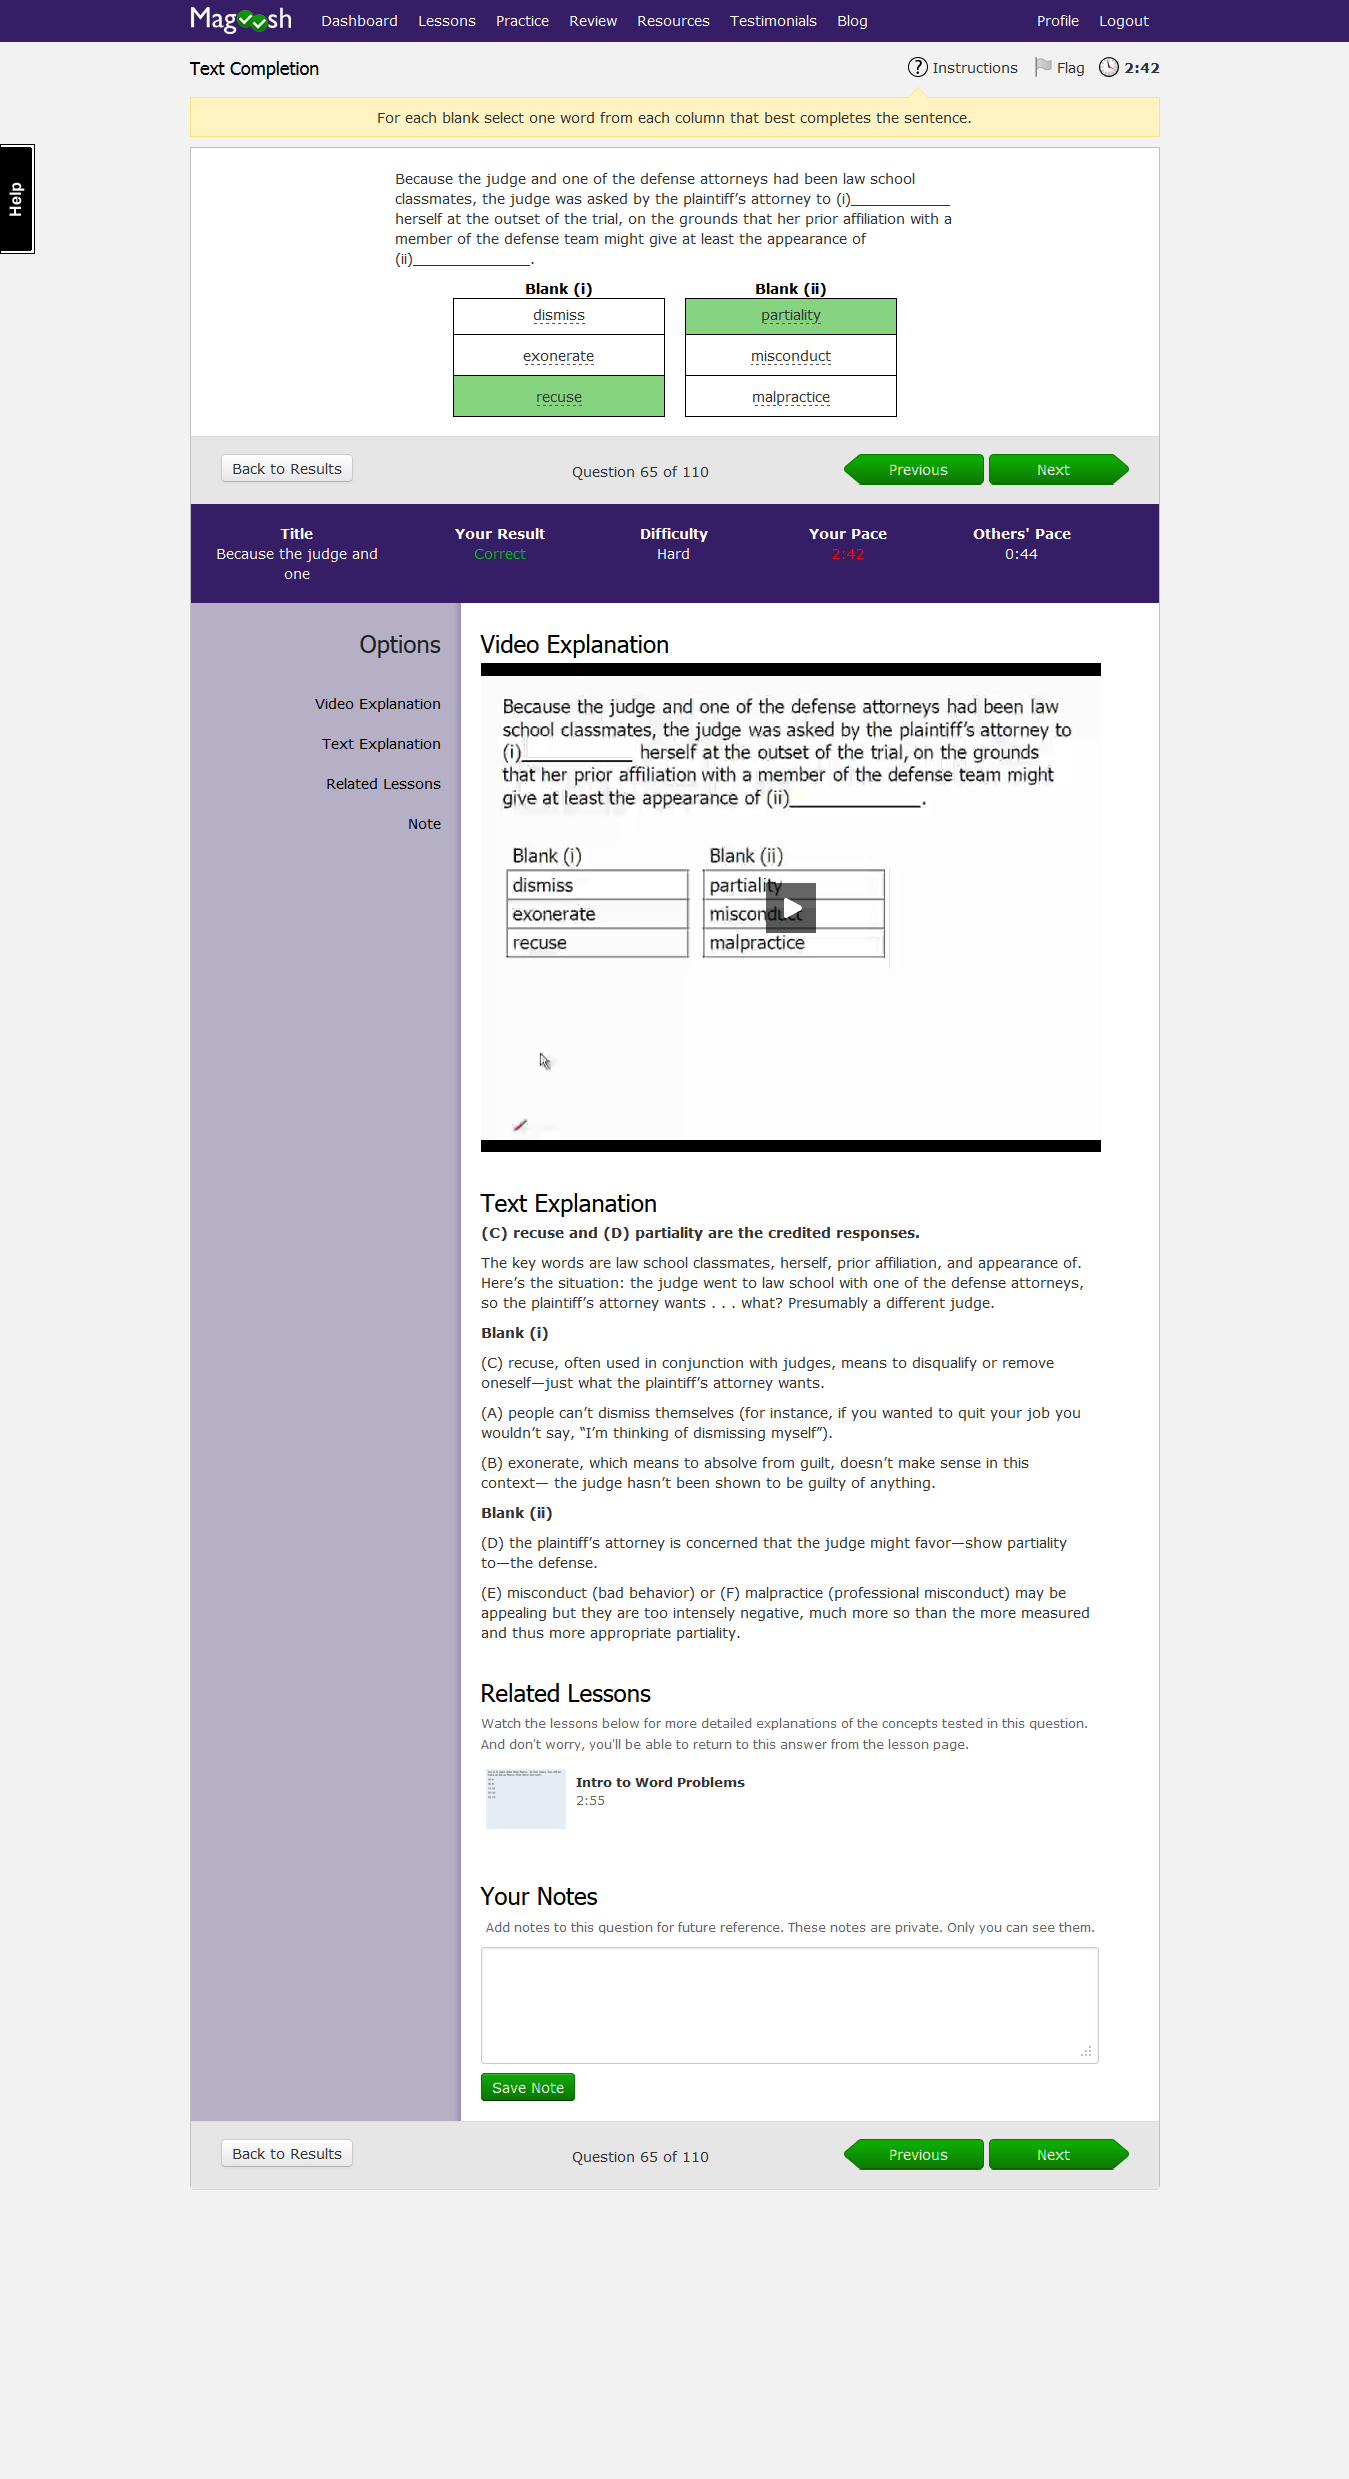 Magoosh Dashboard Lessons Practice Review Resources Testimonials Blog Profile Logout
Text Completion Instructions Flag 2:42
For each blank select one word from each column that best completes the sentence.
Help
Because the judge and one of the defense attorneys had been law school
classmates, the judge was asked by the plaintiff’s attorney to (i)____________
herself at the outset of the trial, on the grounds that her prior affiliation with a
member of the defense team might give at least the appearance of
(ii)______________.
Blank (i) Blank (ii)
dismiss partiality
exonerate misconduct
recuse malpractice
Back to Results Question 65 of 110 Previous Next
Title Your Result Difficulty Your Pace Others' Pace
Because the judge and Correct Hard 2:42 0:44
one
Options
Video Explanation
Text Explanation
Related Lessons
Note
Video Explanation
Because the judge and one of the defense attorneys had been law
school classmates, the judge was asked by the plaintiff’s attorney to
(i)____________ herself at the outset of the trial, on the grounds
that her prior affiliation with a member of the defense team might
give at least the appearance of (ii)______________.
Blank (i) Blank (ii)
dismiss partiality
exonerate misconduct
recuse malpractice
Text Explanation
(C) recuse and (D) partiality are the credited responses.
The key words are law school classmates, herself, prior affiliation, and appearance of.
Here’s the situation: the judge went to law school with one of the defense attorneys,
so the plaintiff’s attorney wants . . . what? Presumably a different judge.
Blank (i)
(C) recuse, often used in conjunction with judges, means to disqualify or remove
oneself—just what the plaintiff’s attorney wants.
(A) people can’t dismiss themselves (for instance, if you wanted to quit your job you
wouldn’t say, “I’m thinking of dismissing myself”).
(B) exonerate, which means to absolve from guilt, doesn’t make sense in this
context— the judge hasn’t been shown to be guilty of anything.
Blank (ii)
(D) the plaintiff’s attorney is concerned that the judge might favor—show partiality
to—the defense.
(E) misconduct (bad behavior) or (F) malpractice (professional misconduct) may be
appealing but they are too intensely negative, much more so than the more measured
and thus more appropriate partiality.
Related Lessons
Watch the lessons below for more detailed explanations of the concepts tested in this question.
And don't worry, you'll be able to return to this answer from the lesson page.
Intro to Word Problems
2:55
Your Notes
Add notes to this question for future reference. These notes are private. Only you can see them.
Save Note
Back to Results Question 65 of 110 Previous Next